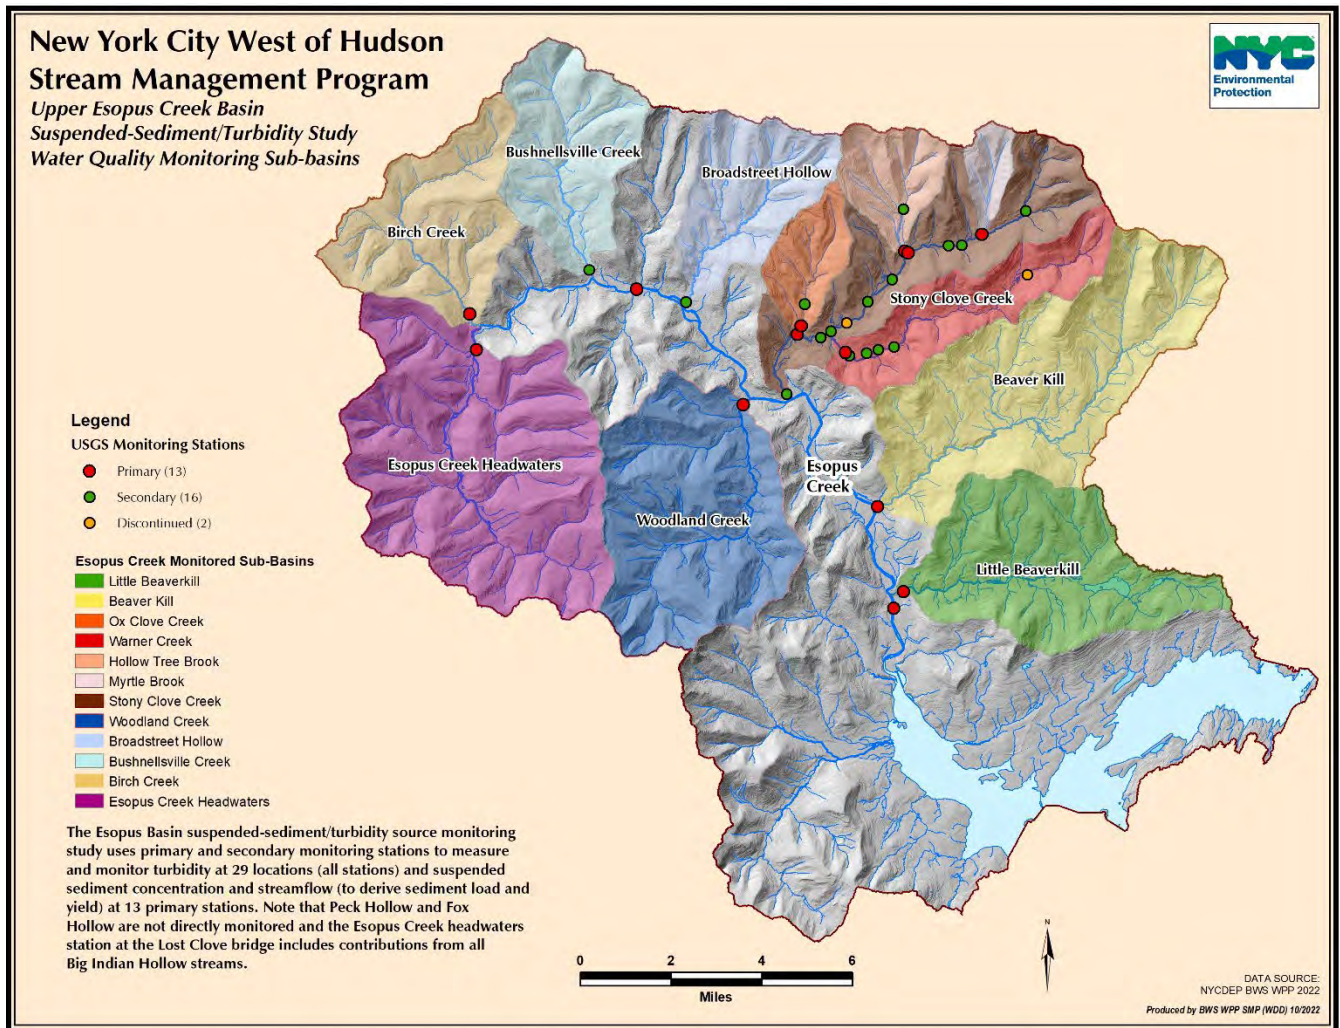 New York City West of Hudson
Stream Management Program
Upper Esopus Creek Basin
Suspended-Sediment/Turbidity Study
Water Quality Monitoring Sub-basins
NYC
Environmental
Protection
Bushnellsville Creek
Broadstreet Hollow
Birch Creek
Stony Clove Creek
Beaver Kill
Esopus Creek Headwaters
Esopus
Creek
Woodland Creek
Little Beaverkill
Legend
USGS Monitoring Stations
Primary (13)
Secondary (16)
Discontinued (2)
Esopus Creek Monitored Sub-Basins
Little Beaverkill
Beaver Kill
Ox Clove Creek
Warner Creek
Hollow Tree Brook
Myrtle Brook
Stony Clove Creek
Woodland Creek
Broadstreet Hollow
Bushnellsville Creek
Birch Creek
Esopus Creek Headwaters
The Esopus Basin suspended-sediment/turbidity source monitoring
study uses primary and secondary monitoring stations to measure
and monitor turbidity at 29 locations (all stations) and suspended
sediment concentration and streamflow (to derive sediment load and
yield) at 13 primary stations. Note that Peck Hollow and Fox
Hollow are not directly monitored and the Esopus Creek headwaters
station at the Lost Clove bridge includes contributions from all
Big Indian Hollow streams.
0 2 4 6
Miles
N
DATA SOURCE:
NYCDEP BWS WPP 2022
Produced by BWS WPP SMP (WDD) 10/2022